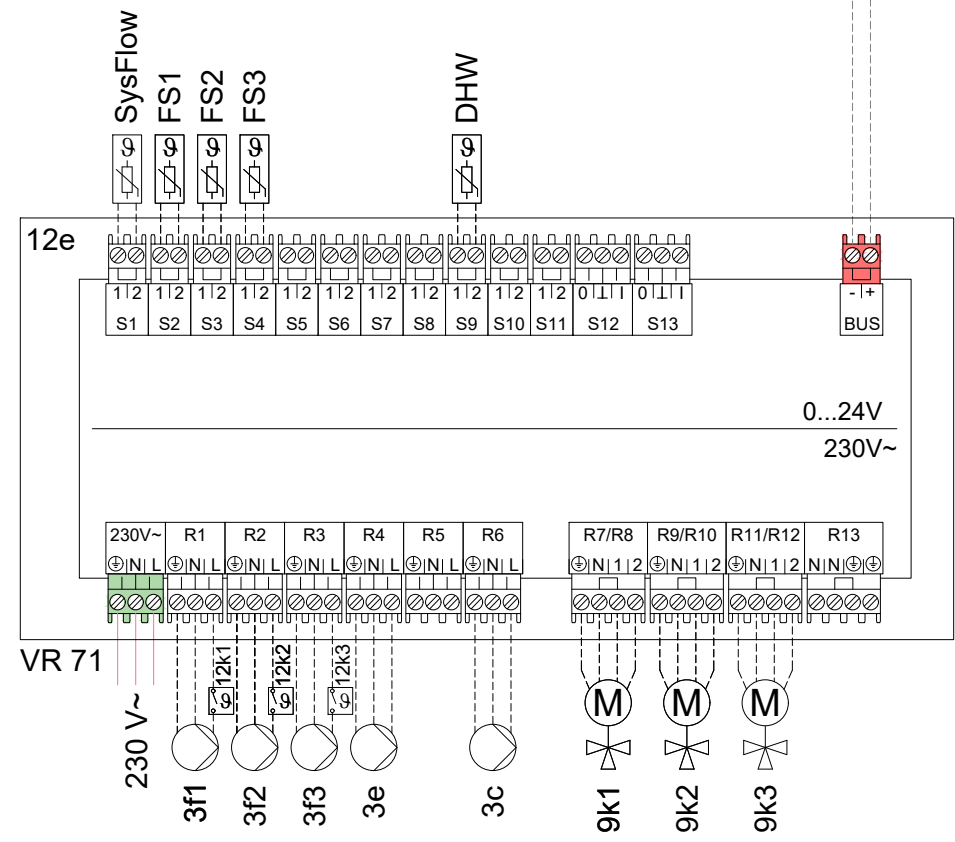 SysFlow
FS1
FS2
FS3
DHW
ϑ ϑ ϑ ϑ ϑ
12e
1 2 1 2 1 2 1 2 1 2 1 2 1 2 1 2 1 2 1 2 1 2 0 ⊥ I 0 ⊥ I - +
S1 S2 S3 S4 S5 S6 S7 S8 S9 S10 S11 S12 S13 BUS
0...24V
230V~
230V~ R1 R2 R3 R4 R5 R6 R7/R8 R9/R10 R11/R12 R13
⏚ N L ⏚ N L ⏚ N L ⏚ N L ⏚ N L ⏚ N L ⏚ N L ⏚ N 1 2 ⏚ N 1 2 ⏚ N 1 2 N N ⏚ ⏚
VR 71
12k1
12k2
12k3
ϑ ϑ ϑ
M M M
230 V~
3f1
3f2
3f3
3e
3c
9k1
9k2
9k3